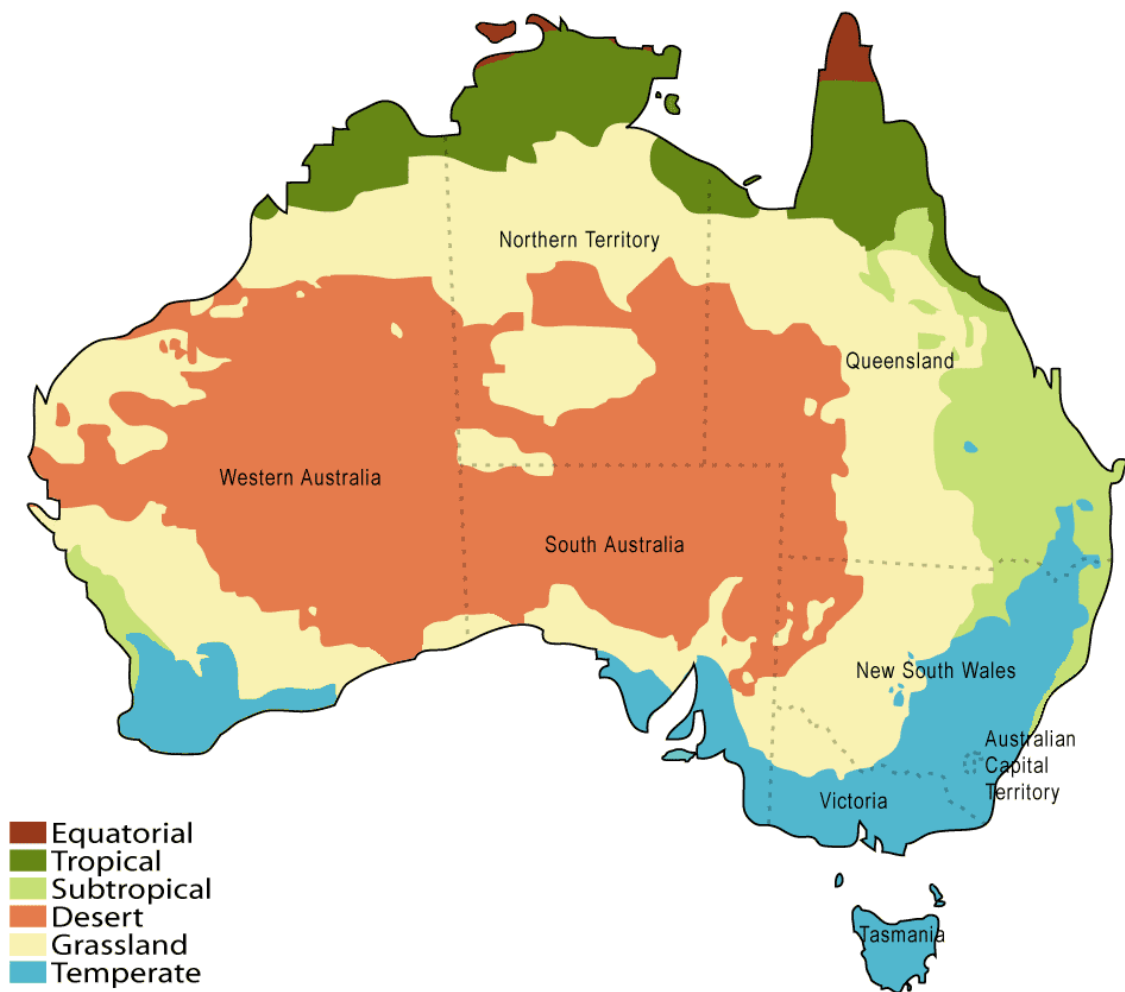 Northern Territory
Queensland
Western Australia
South Australia
New South Wales
Australian
Capital
Territory
Victoria
Tasmania
Equatorial
Tropical
Subtropical
Desert
Grassland
Temperate